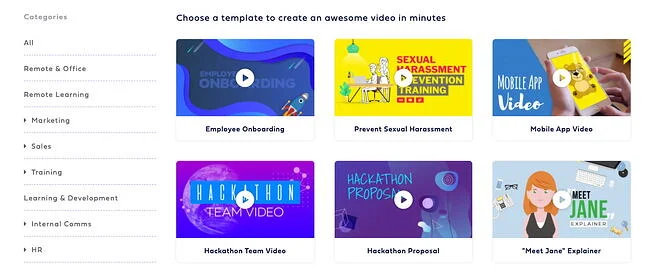 Categories
All
Remote & Office
Remote Learning
Marketing
Sales
Training
Learning & Development
Internal Comms
HR
Choose a template to create an awesome video in minutes
EMPLOYEE
ONBOARDING
Employee Onboarding
SEXUAL
HARASSMENT
PREVENTION
TRAINING
Prevent Sexual Harassment
MOBILE APP
Video
Mobile App Video
HACKATHON
TEAM VIDEO
Hackathon Team Video
HACKATHON
PROPOSAL
Hackathon Proposal
MEET
JANE
EXPLAINER
"Meet Jane" Explainer